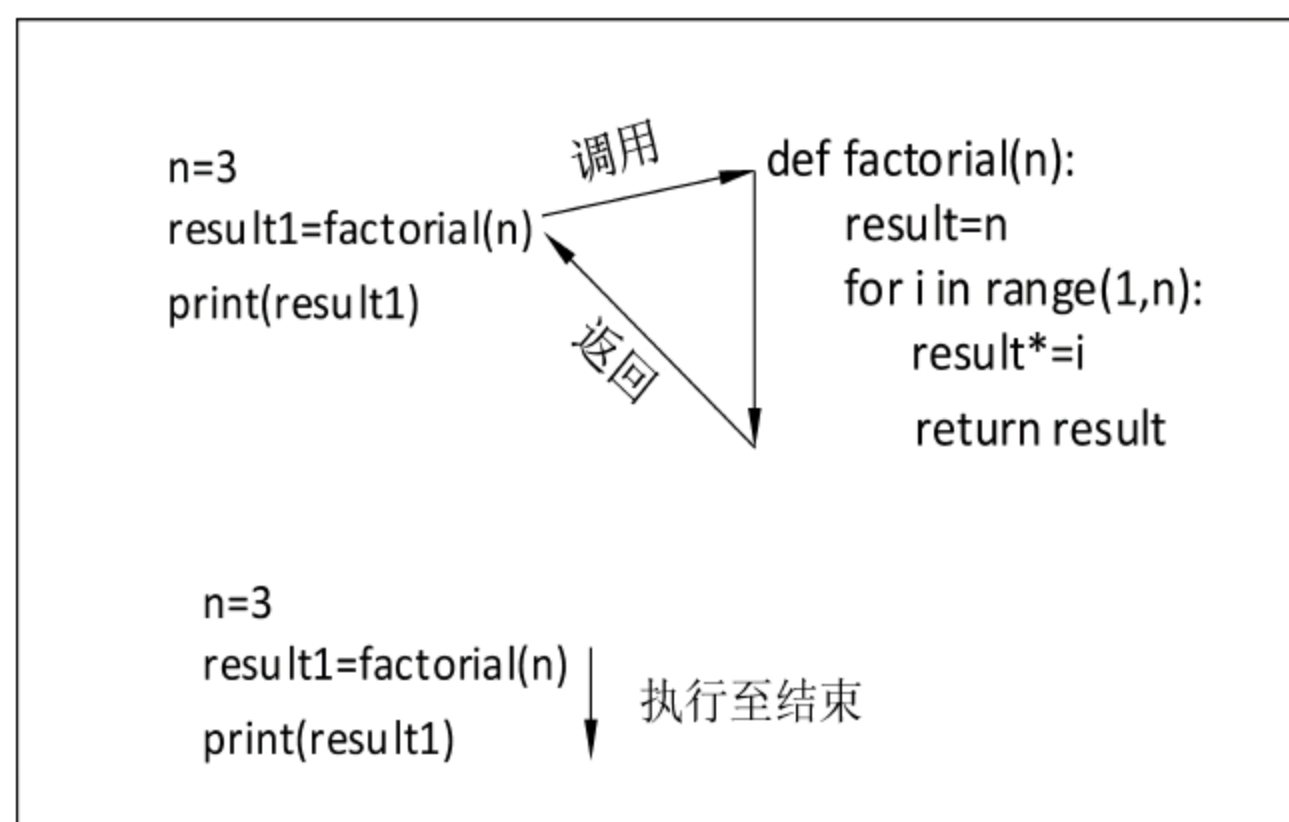 n=3
result1=factorial(n)
print(result1)
调用
返回
def factorial(n):
result=n
for i in range(1,n):
result*=i
return result
n=3
result1=factorial(n)
print(result1)
执行至结束